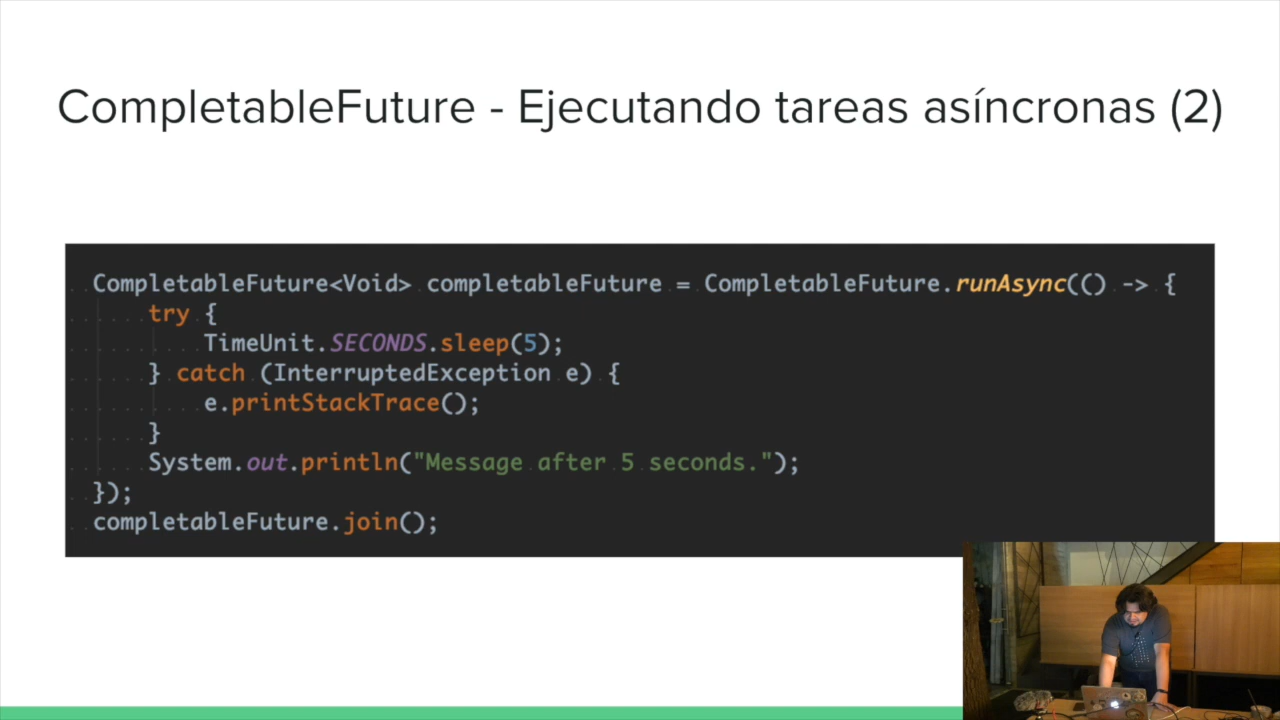 CompletableFuture - Ejecutando tareas asíncronas (2)
CompletableFuture<Void> completableFuture = CompletableFuture.runAsync(() -> {
try {
TimeUnit.SECONDS.sleep(5);
} catch (InterruptedException e) {
e.printStackTrace();
}
System.out.println("Message after 5 seconds.");
});
completableFuture.join();